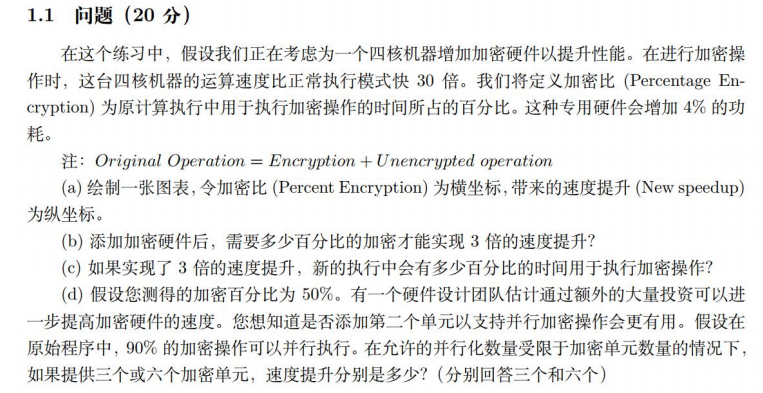 1.1 问题（20 分）
在这个练习中，假设我们正在考虑为一个四核机器增加加密硬件以提升性能。在进行加密操
作时，这台四核机器的运算速度比正常执行模式快 30 倍。我们将定义加密比 (Percentage En-
cryption) 为原计算执行中用于执行加密操作的时间所占的百分比。这种专用硬件会增加 4% 的功
耗。
注：Original Operation = Encryption + Unencrypted operation
(a) 绘制一张图表，令加密比 (Percent Encryption) 为横坐标，带来的速度提升 (New speedup)
为纵坐标。
(b) 添加加密硬件后，需要多少百分比的加密才能实现 3 倍的速度提升？
(c) 如果实现了 3 倍的速度提升，新的执行中会有多少百分比的时间用于执行加密操作？
(d) 假设您测得的加密百分比为 50%。有一个硬件设计团队估计通过额外的大量投资可以进
一步提高加密硬件的速度。您想知道是否添加第二个单元以支持并行加密操作会更有用。假设在
原始程序中，90% 的加密操作可以并行执行。在允许的并行化数量受限于加密单元数量的情况下，
如果提供三个或六个加密单元，速度提升分别是多少？（分别回答三个和六个）